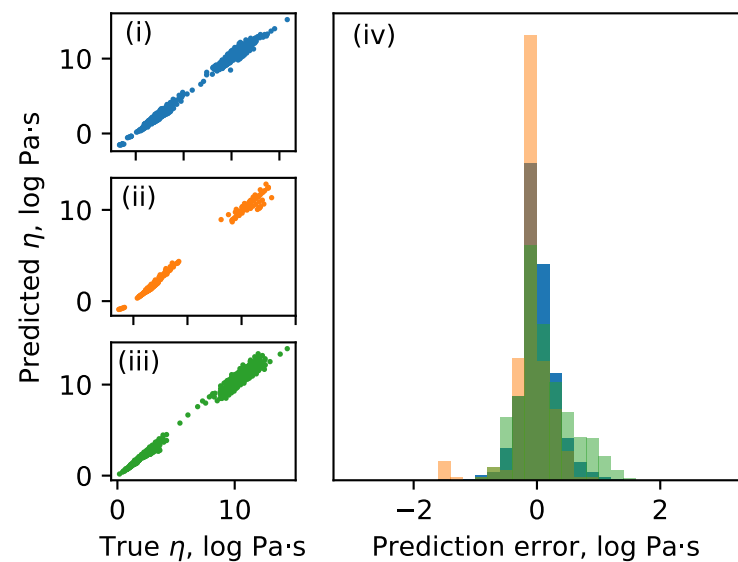 (i)
10
0
(ii)
10
0
(iii)
10
0
0 10
Predicted η, log Pa·s
True η, log Pa·s
(iv)
−2 0 2
Prediction error, log Pa·s